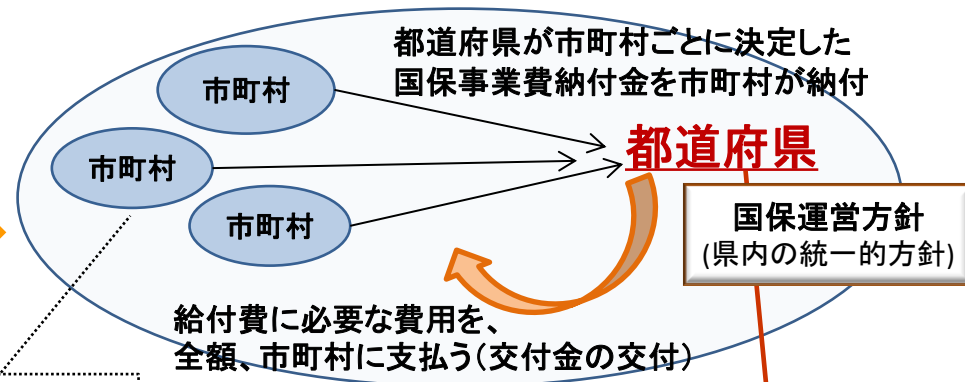 都道府県が市町村ごとに決定した
国保事業費納付金を市町村が納付
市町村
市町村
市町村
都道府県
国保運営方針
(県内の統一的方針)
給付費に必要な費用を、
全額、市町村に支払う(交付金の交付)